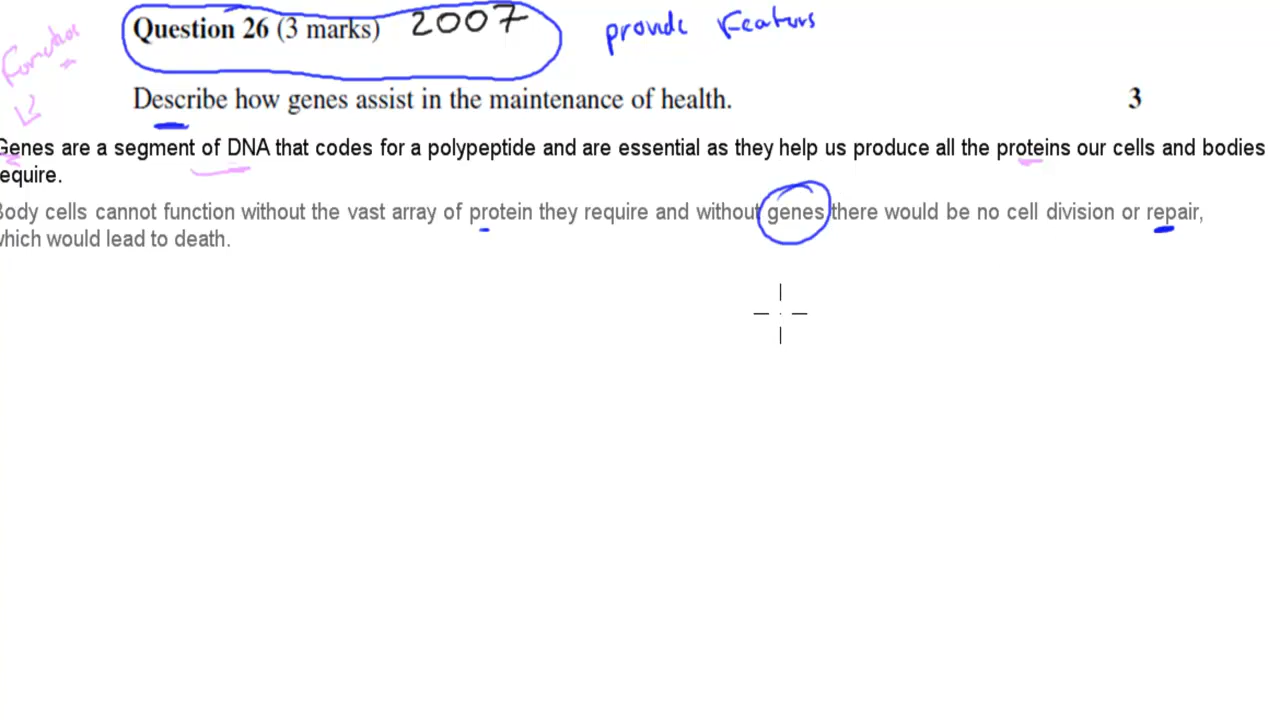 Question 26 (3 marks) 2007 provide Featurs
Function
Describe how genes assist in the maintenance of health. 3
Genes are a segment of DNA that codes for a polypeptide and are essential as they help us produce all the proteins our cells and bodies
equire.
Body cells cannot function without the vast array of protein they require and without genes there would be no cell division or repair,
which would lead to death.